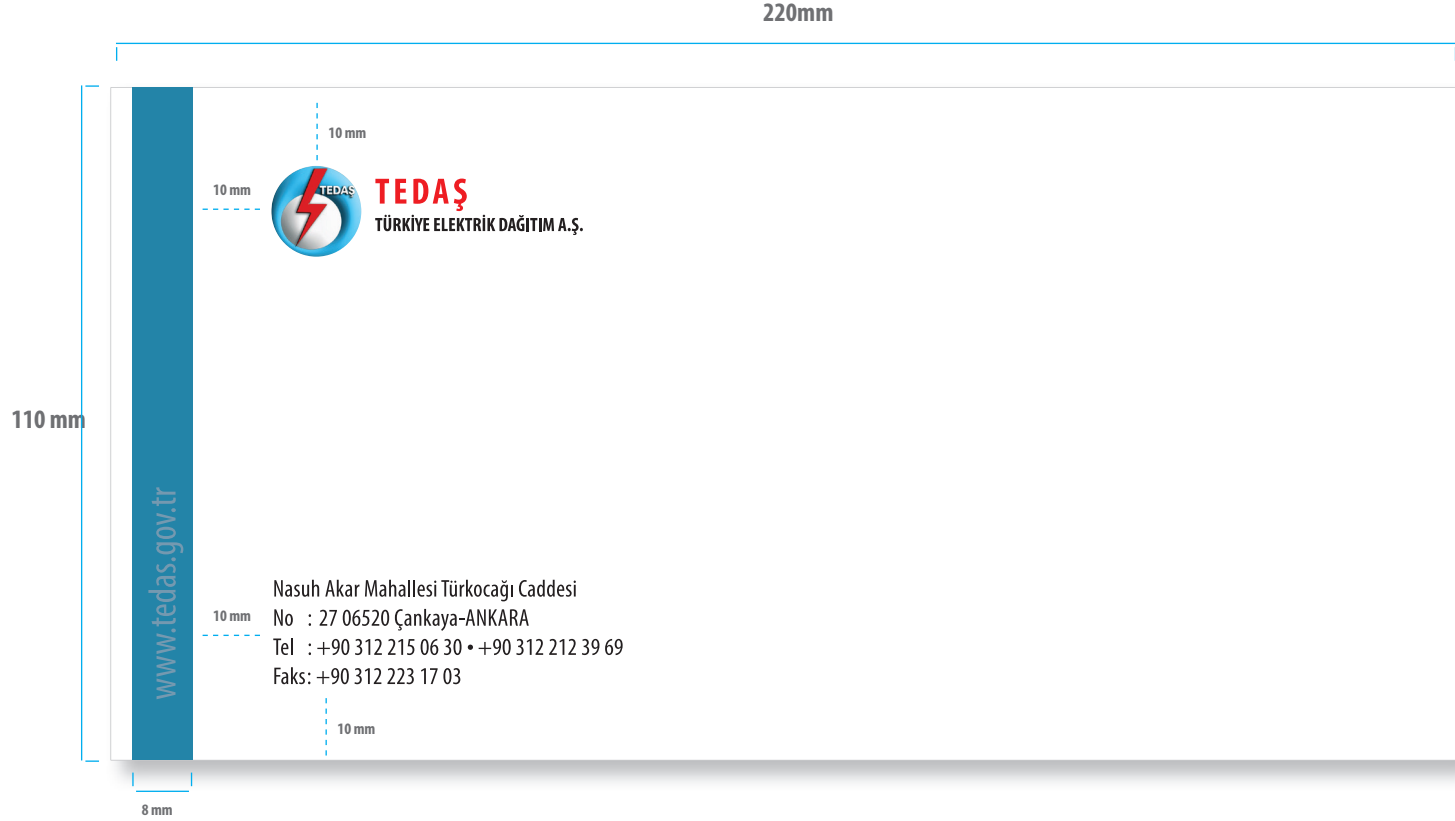 220mm
10 mm
10 mm
TEDAŞ
TEDAŞ
TÜRKİYE ELEKTRİK DAĞITIM A.Ş.
110 mm
www.tedas.gov.tr
Nasuh Akar Mahallesi Türkocağı Caddesi
10 mm
No : 27 06520 Çankaya-ANKARA
Tel : +90 312 215 06 30 • +90 312 212 39 69
Faks: +90 312 223 17 03
10 mm
8 mm